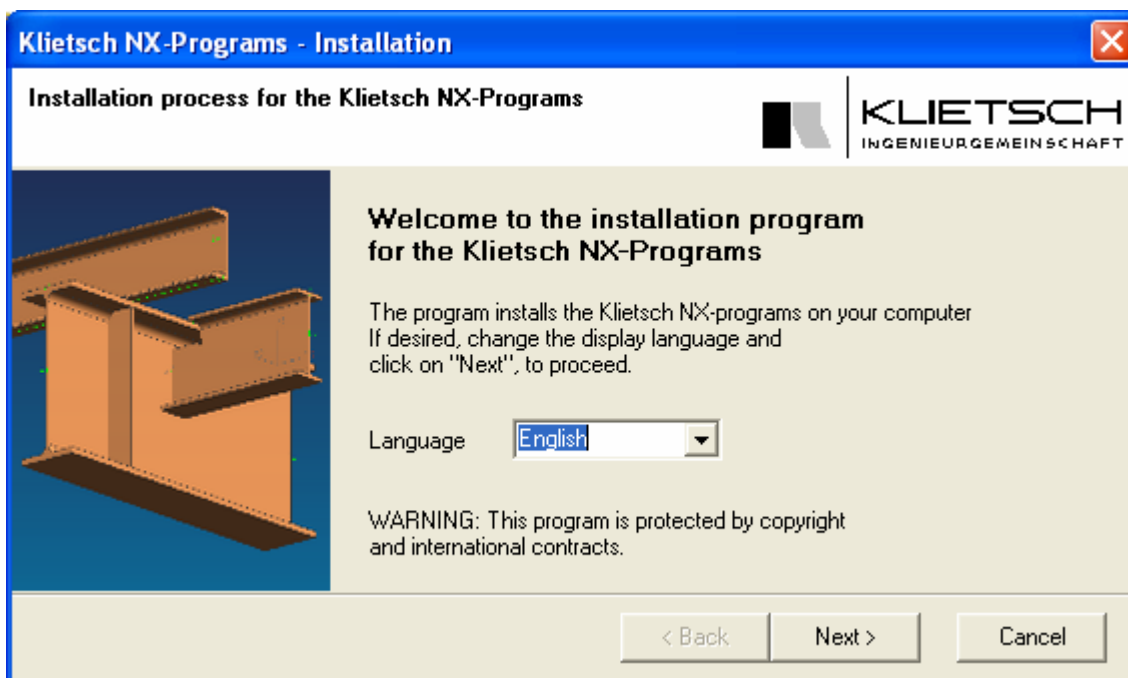 Klietsch NX-Programs - Installation
Installation process for the Klietsch NX-Programs
KLIETSCH
INGENIEURGEMEINSCHAFT
Welcome to the installation program
for the Klietsch NX-Programs
The program installs the Klietsch NX-programs on your computer
If desired, change the display language and
click on "Next", to proceed.
Language English
WARNING: This program is protected by copyright
and international contracts.
< Back Next > Cancel